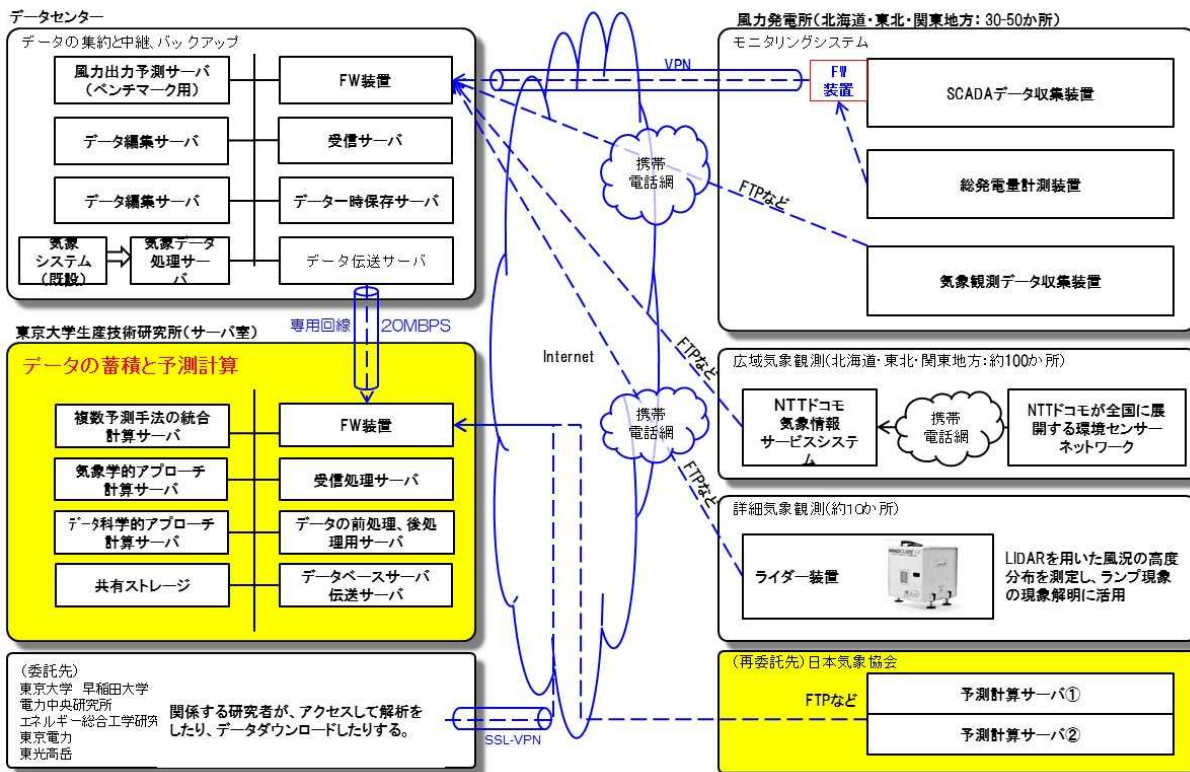 データセンター
データの集約と中継、バックアップ
風力出力予測サーバ
(ベンチマーク用)
FW装置
データ編集サーバ
受信サーバ
データ編集サーバ
データ一時保存サーバ
気象
システム
(既設)
気象データ
処理サー
バ
データ伝送サーバ
専用回線
20MBPS
東京大学生産技術研究所(サーバ室)
データの蓄積と予測計算
複数予測手法の統合
計算サーバ
FW装置
気象学的アプローチ
計算サーバ
受信処理サーバ
データ科学的アプローチ
計算サーバ
データの前処理、後処
理用サーバ
共有ストレージ
データベースサーバ
伝送サーバ
(委託先)
東京大学 早稲田大学
電力中央研究所
エネルギー総合工学研究
東京電力
東光高岳
関係する研究者が、アクセスして解析を
したり、データダウンロードしたりする。
SSL-VPN
Internet
VPN
携帯
電話網
FTPなど
FTPなど
携帯
電話網
FTPなど
風力発電所(北海道・東北・関東地方：30-50か所)
モニタリングシステム
FW
装置
SCADAデータ収集装置
総発電量計測装置
気象観測データ収集装置
広域気象観測(北海道・東北・関東地方：約100か所)
NTTドコモ
気象情報
サービスシステ
ム
携帯
電話網
NTTドコモが全国に展
開する環境センサー
ネットワーク
詳細気象観測(約10か所)
ライダー装置
LIDARを用いた風況の高度
分布を測定し、ランプ現象
の現象解明に活用
(再委託先)日本気象協会
FTPなど
予測計算サーバ①
予測計算サーバ②